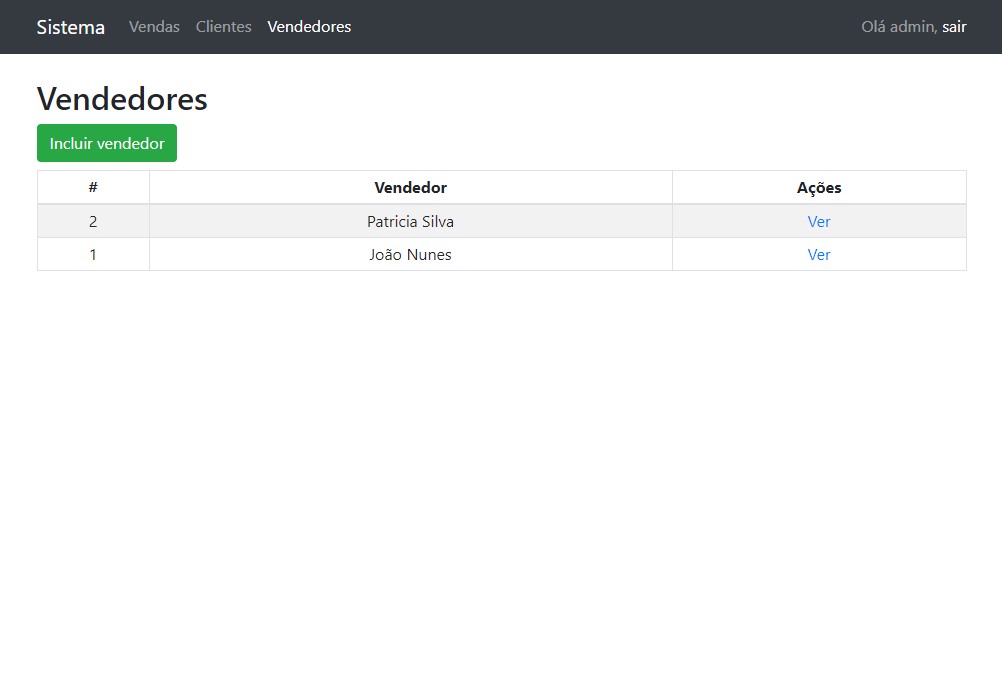 Sistema Vendas Clientes Vendedores Olá admin, sair
Vendedores
Incluir vendedor
# Vendedor Ações
2 Patricia Silva Ver
1 João Nunes Ver